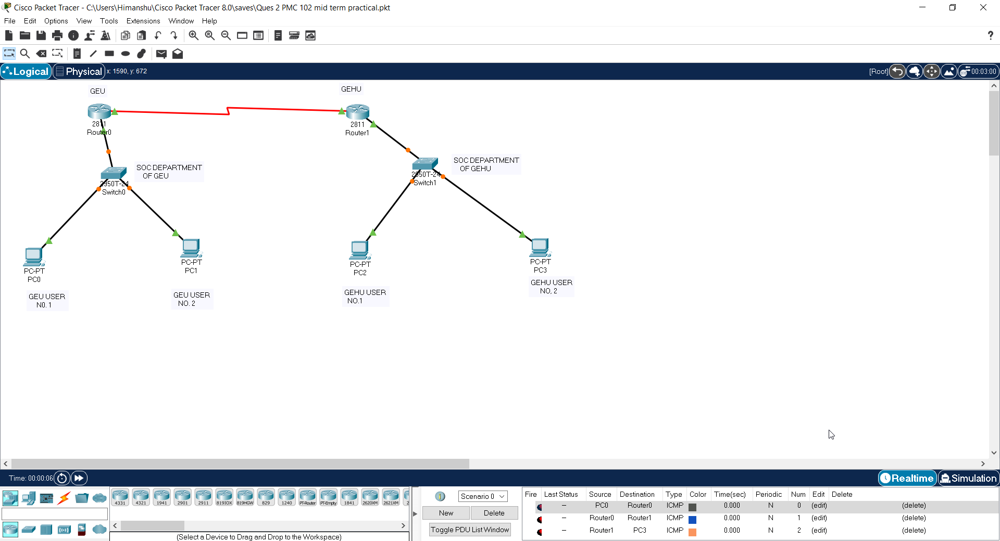 Cisco Packet Tracer - C:\Users\Himanshu\Cisco Packet Tracer 8.0\saves\Ques 2 PMC 102 mid term practical.pkt
File Edit Options View Tools Extensions Window Help
?
Logical Physical x: 1590, y: 672 [Root] 00:03:00
GEU
GEHU
2811
Router0
2811
Router1
SOC DEPARTMENT
OF GEU
SOC DEPARTMENT
OF GEHU
2950T-24
Switch0
2950T-24
Switch1
PC-PT
PC0
PC-PT
PC1
PC-PT
PC2
PC-PT
PC3
GEU USER
N0. 1
GEU USER
NO. 2
GEHU USER
NO.1
GEHU USER
NO, 2
Time: 00:00:06 Realtime Simulation
4331 4321 1941 2901 2911 819IOX 819HGW 829 1240 PT-Router PT-Empty 1841 2620XM 2621XM 2
(Select a Device to Drag and Drop to the Workspace)
Scenario 0
New Delete
Toggle PDU List Window
Fire Last Status Source Destination Type Color Time(sec) Periodic Num Edit Delete
– PC0 Router0 ICMP 0.000 N 0 (edit) (delete)
– Router0 Router1 ICMP 0.000 N 1 (edit) (delete)
– Router1 PC3 ICMP 0.000 N 2 (edit) (delete)